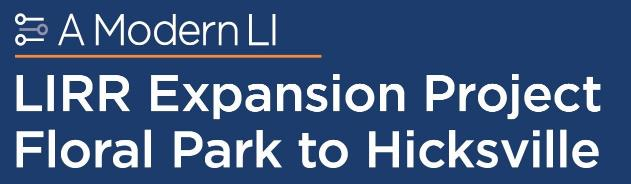 A Modern LI
LIRR Expansion Project
Floral Park to Hicksville